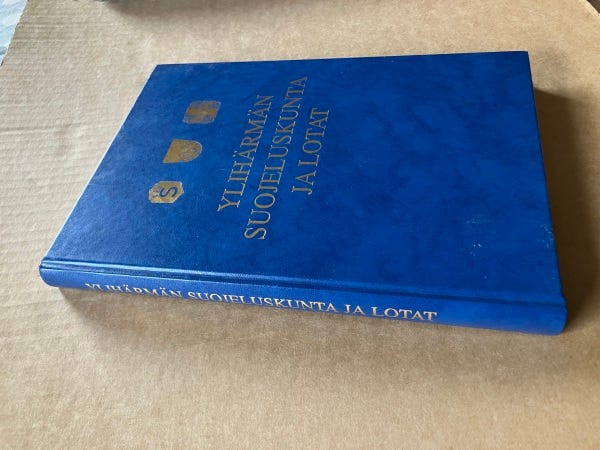 S
YLIHÄRMÄN
SUOJELUSKUNTA
JA LOTAT
YLIHÄRMÄN SUOJELUSKUNTA JA LOTAT